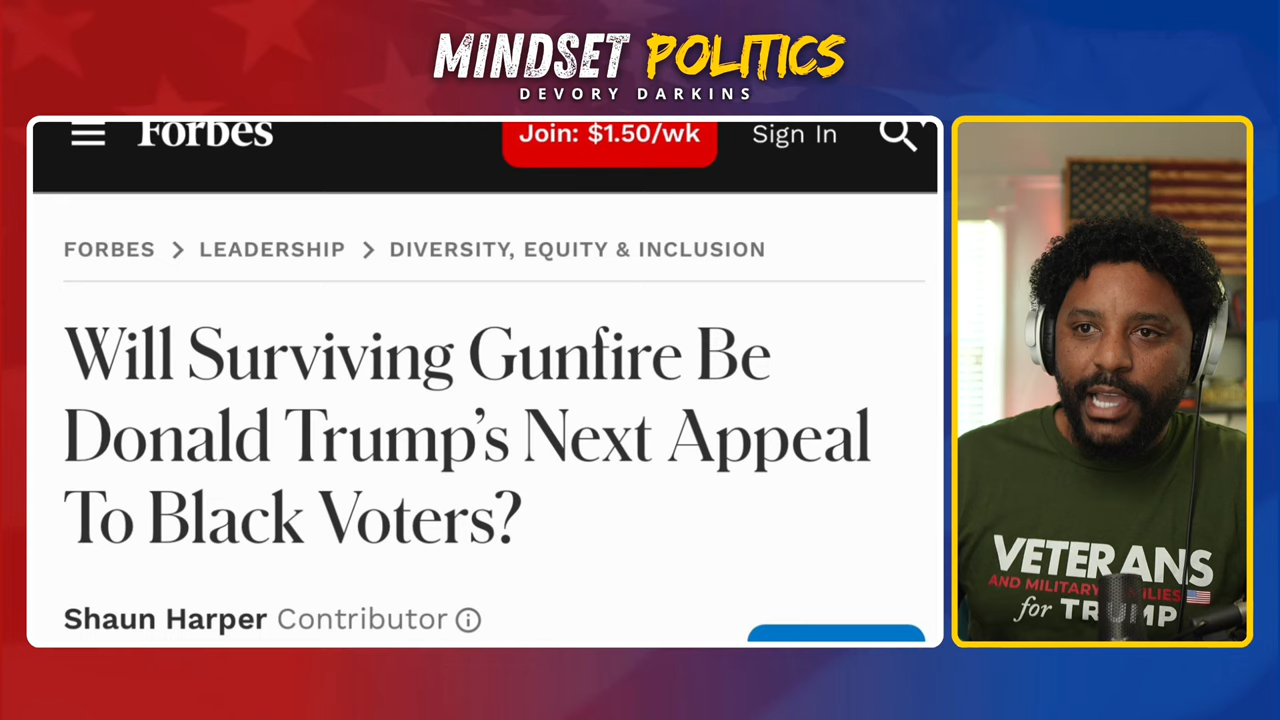 MINDSET POLITICS
DEVORY DARKINS
Forbes
Join: $1.50/wk
Sign In
FORBES > LEADERSHIP > DIVERSITY, EQUITY & INCLUSION
Will Surviving Gunfire Be
Donald Trump’s Next Appeal
To Black Voters?
Shaun Harper Contributor
VETERANS
AND MILITARY
for TRUMP